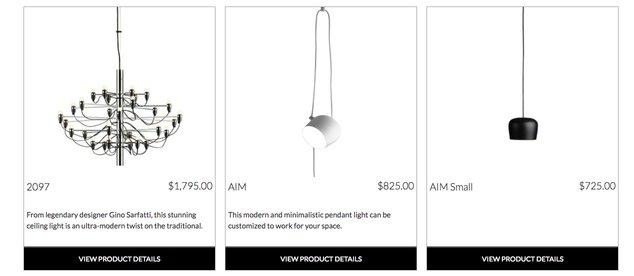 2097 $1,795.00
From legendary designer Gino Sarfatti, this stunning
ceiling light is an ultra-modern twist on the traditional.
VIEW PRODUCT DETAILS
AIM $825.00
This modern and minimalistic pendant light can be
customized to work for your space.
VIEW PRODUCT DETAILS
AIM Small $725.00
VIEW PRODUCT DETAILS